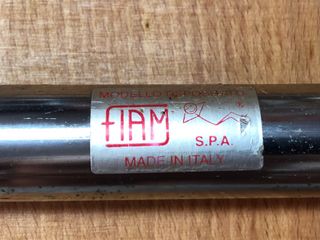 MODELLO DEPOSITATO
fIAM
S.P.A.
MADE IN ITALY